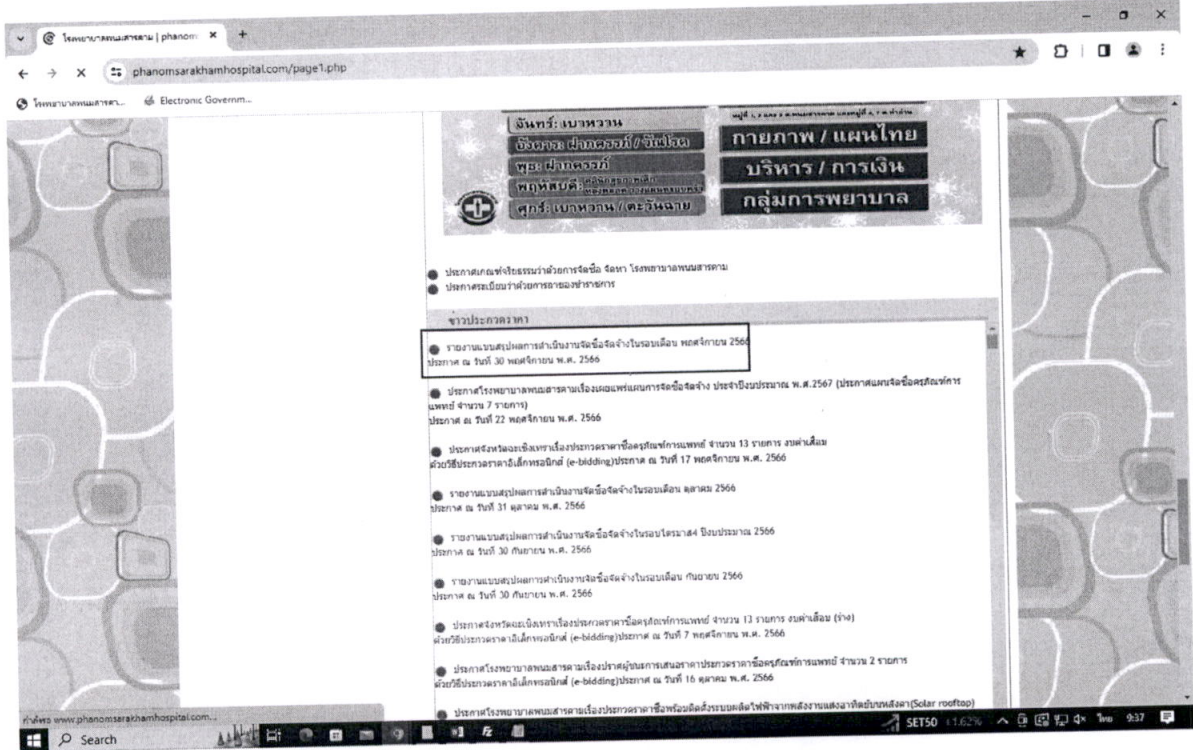 โรงพยาบาลพนมสารคาม | phanom
phanomsarakhamhospital.com/page1.php
โรงพยาบาลพนมสารคา... Electronic Governm...
จันทร์: เบาหวาน
อังคาร: ฝากครรภ์ / วัณโรค
พุธ: ฝากครรภ์
พฤหัสบดี:
ศุกร์: เบาหวาน / ตะวันฉาย
กายภาพ / แผนไทย
บริหาร / การเงิน
กลุ่มการพยาบาล
ประกาศเกณฑ์จริยธรรมว่าด้วยการจัดซื้อ จัดหา โรงพยาบาลพนมสารคาม
ประกาศระเบียบว่าด้วยการลาของข้าราชการ
ข่าวประกวดราคา
รายงานแบบสรุปผลการดำเนินงานจัดซื้อจัดจ้างในรอบเดือน พฤศจิกายน 2566
ประกาศ ณ วันที่ 30 พฤศจิกายน พ.ศ. 2566
ประกาศโรงพยาบาลพนมสารคามเรื่องเผยแพร่แผนการจัดซื้อจัดจ้าง ประจำปีงบประมาณ พ.ศ.2567 (ประกาศแผนจัดซื้อครุภัณฑ์การ
แพทย์ จำนวน 7 รายการ)
ประกาศ ณ วันที่ 22 พฤศจิกายน พ.ศ. 2566
ประกาศจังหวัดฉะเชิงเทราเรื่องประกวดราคาซื้อครุภัณฑ์การแพทย์ จำนวน 13 รายการ งบค่าเสื่อม
ด้วยวิธีประกวดราคาอิเล็กทรอนิกส์ (e-bidding)ประกาศ ณ วันที่ 17 พฤศจิกายน พ.ศ. 2566
รายงานแบบสรุปผลการดำเนินงานจัดซื้อจัดจ้างในรอบเดือน ตุลาคม 2566
ประกาศ ณ วันที่ 31 ตุลาคม พ.ศ. 2566
รายงานแบบสรุปผลการดำเนินงานจัดซื้อจัดจ้างในรอบไตรมาส4 ปีงบประมาณ 2566
ประกาศ ณ วันที่ 30 กันยายน พ.ศ. 2566
รายงานแบบสรุปผลการดำเนินงานจัดซื้อจัดจ้างในรอบเดือน กันยายน 2566
ประกาศ ณ วันที่ 30 กันยายน พ.ศ. 2566
ประกาศจังหวัดฉะเชิงเทราเรื่องประกวดราคาซื้อครุภัณฑ์การแพทย์ จำนวน 13 รายการ งบค่าเสื่อม (ร่าง)
ด้วยวิธีประกวดราคาอิเล็กทรอนิกส์ (e-bidding)ประกาศ ณ วันที่ 7 พฤศจิกายน พ.ศ. 2566
ประกาศโรงพยาบาลพนมสารคามเรื่องประกาศผู้ชนะการเสนอราคาประกวดราคาซื้อครุภัณฑ์การแพทย์ จำนวน 2 รายการ
ด้วยวิธีประกวดราคาอิเล็กทรอนิกส์ (e-bidding)ประกาศ ณ วันที่ 16 ตุลาคม พ.ศ. 2566
ประกาศโรงพยาบาลพนมสารคามเรื่องประกวดราคาซื้อพร้อมติดตั้งระบบผลิตไฟฟ้าจากพลังงานแสงอาทิตย์บนหลังคา(Solar rooftop)
กำลังรอ www.phanomsarakhamhospital.com...
Search
SET50 +1.62%
ไทย 9:37